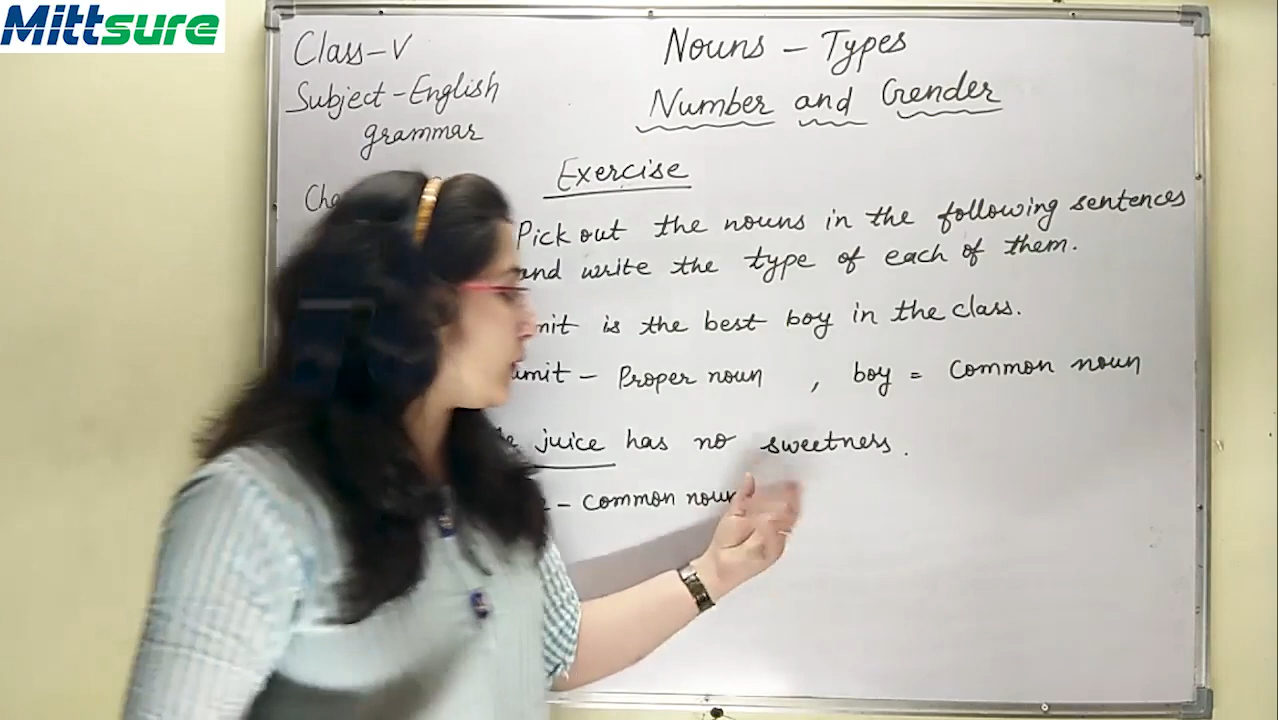 Mittsure
Class-V
Subject-English
grammar
Nouns - Types
Number and Gender
Exercise
Pick out the nouns in the following sentences
and write the type of each of them.
is the best boy in the class.
- Proper noun , boy = Common noun
juice has no sweetness.
- Common noun